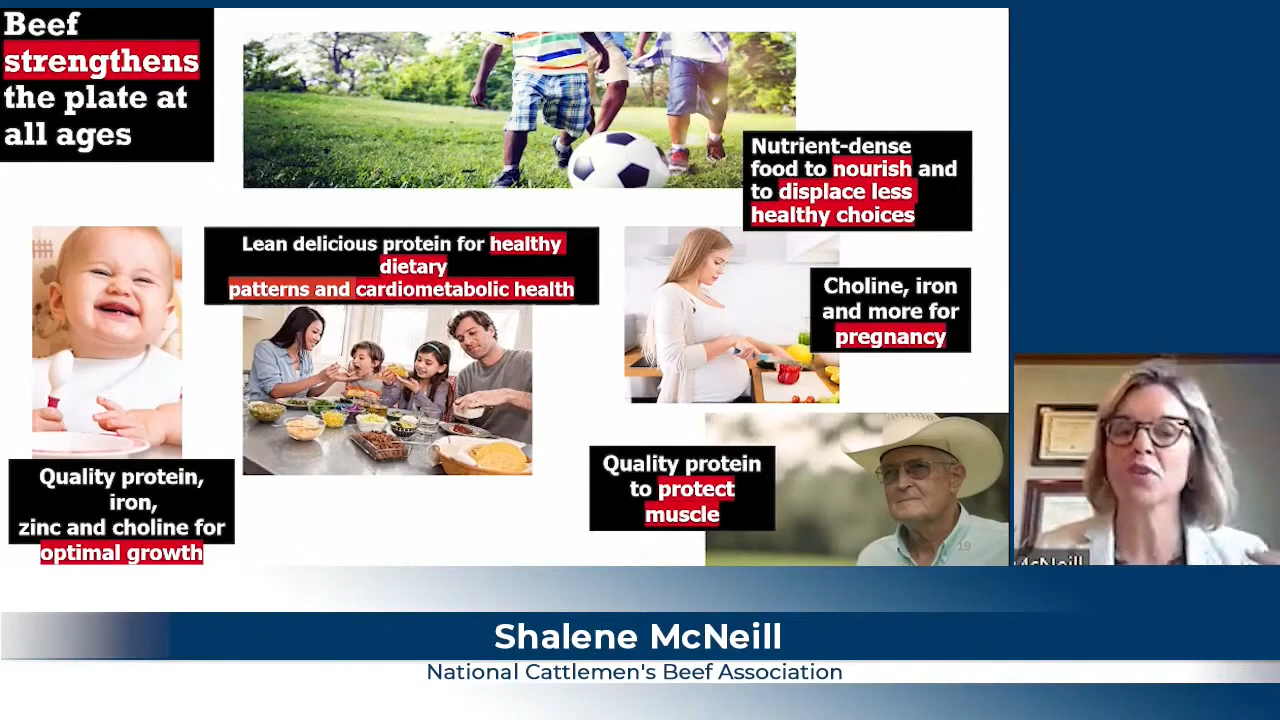 Beef
strengthens
the plate at
all ages
Nutrient-dense
food to nourish and
to displace less
healthy choices
Lean delicious protein for healthy
dietary
patterns and cardiometabolic health
Choline, iron
and more for
pregnancy
Quality protein,
iron,
zinc and choline for
optimal growth
Quality protein
to protect
muscle
19
McNeill
Shalene McNeill
National Cattlemen's Beef Association